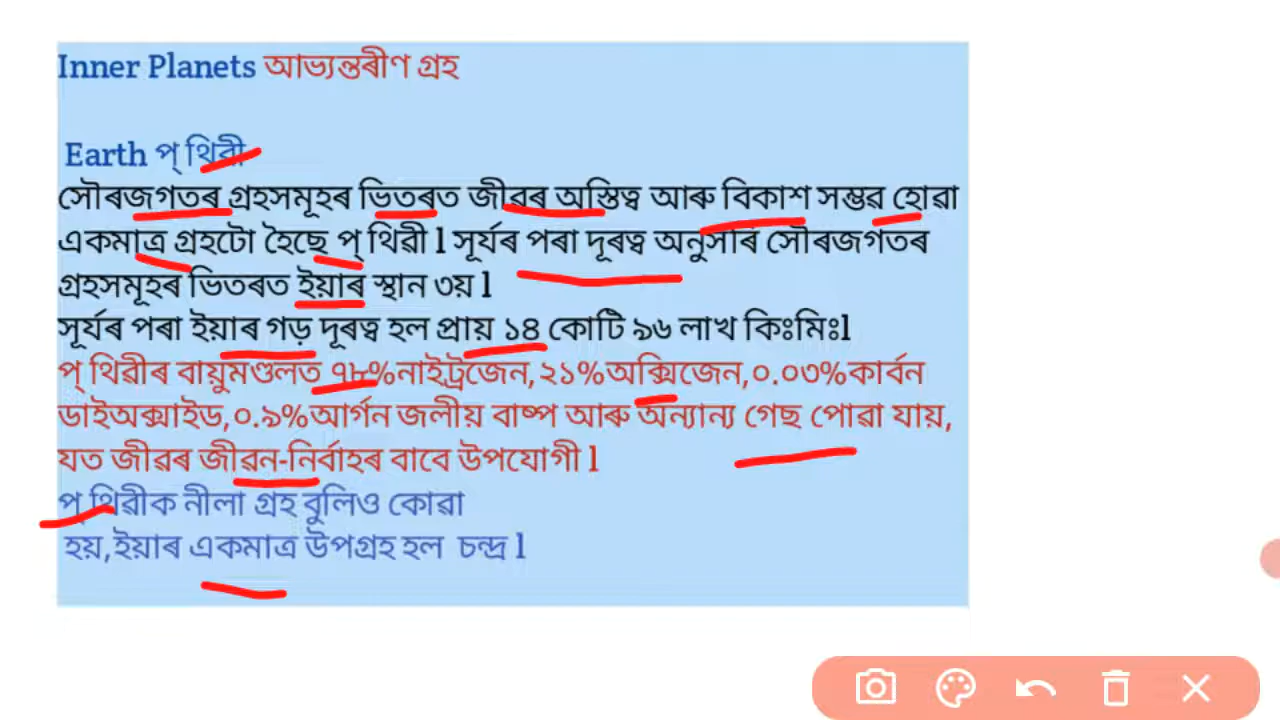 Inner Planets আভ্যন্তৰীণ গ্ৰহ
Earth প্ থিৱী
সৌৰজগতৰ গ্ৰহসমূহৰ ভিতৰত জীৱৰ অস্তিত্ব আৰু বিকাশ সম্ভৱ হোৱা
একমাত্ৰ গ্ৰহটো হৈছে প্ থিৱী l সূৰ্যৰ পৰা দূৰত্ব অনুসাৰি সৌৰজগতৰ
গ্ৰহসমূহৰ ভিতৰত ইয়াৰ স্থান ৩য় l
সূৰ্যৰ পৰা ইয়াৰ গড় দূৰত্ব হল প্ৰায় ১৪ কোটি ৯৬ লাখ কিঃমিঃl
প্ থিৱীৰ বায়ুমণ্ডলত ৭৮%নাইট্ৰজেন,২১%অক্সিজেন,০.০৩%কাৰ্বন
ডাইঅক্সাইড,০.৯%আৰ্গন জলীয় বাষ্প আৰু অন্যান্য গেছ পোৱা যায়,
যত জীৱৰ জীৱন-নিৰ্বাহৰ বাবে উপযোগী l
প্ থিৱীক নীলা গ্ৰহ বুলিও কোৱা
হয়,ইয়াৰ একমাত্ৰ উপগ্ৰহ হল চন্দ্ৰ l